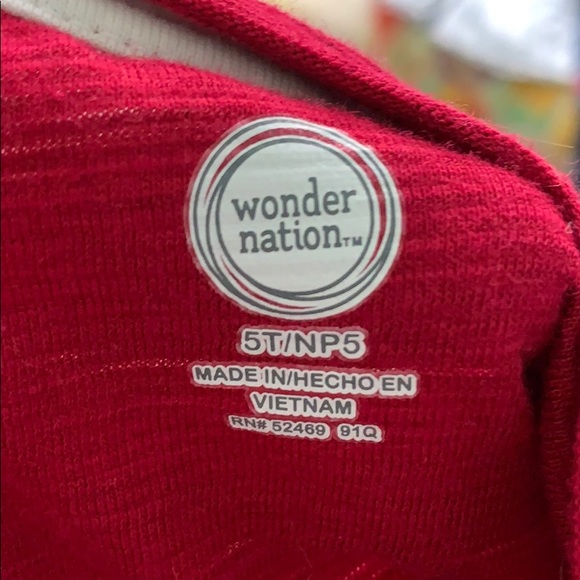 wonder
nation™
5T/NP5
MADE IN/HECHO EN
VIETNAM
RN# 52469 91Q